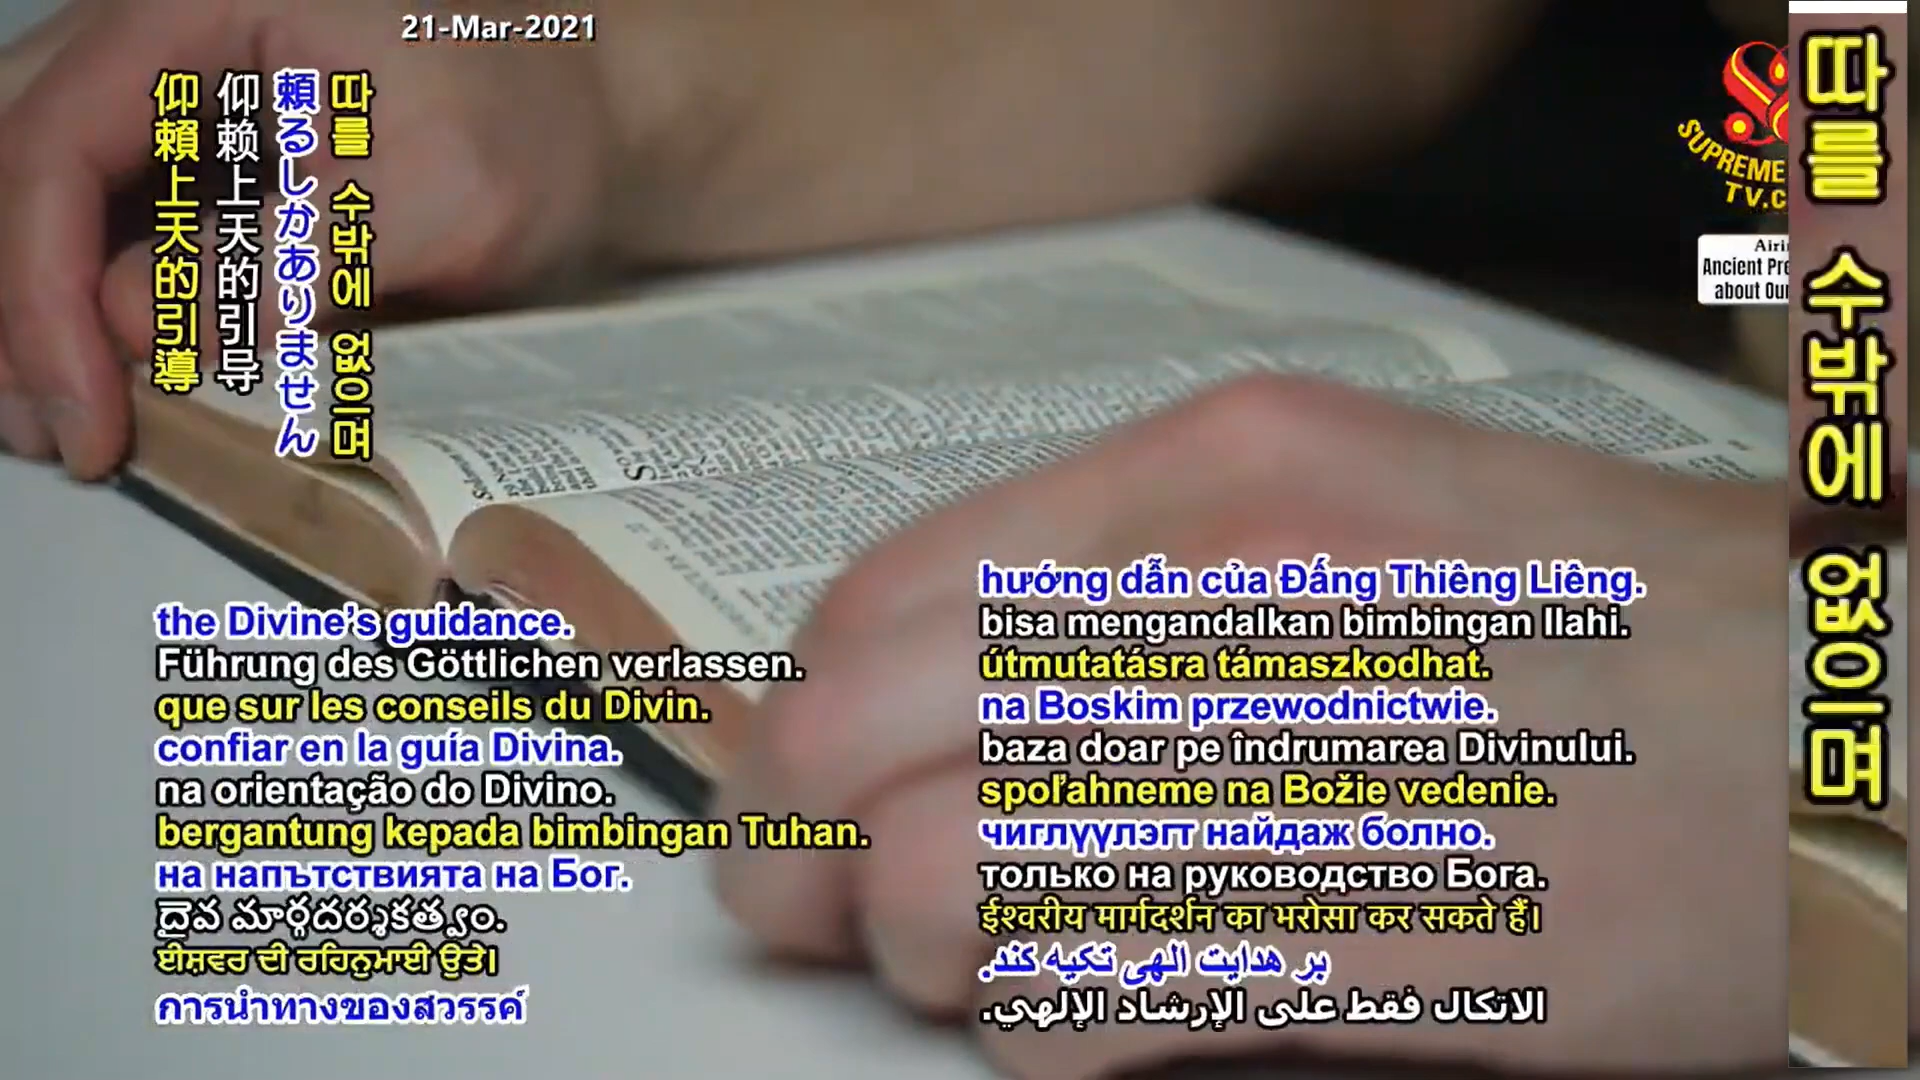 21-Mar-2021
따를 수밖에 없으며
頼るしかありません
仰赖上天的引导
仰賴上天的引導
SUPREME
TV.C
Ancient Pre
about Our
따를 수밖에 없으며
the Divine’s guidance.
Führung des Göttlichen verlassen.
que sur les conseils du Divin.
confiar en la guía Divina.
na orientação do Divino.
bergantung kepada bimbingan Tuhan.
на напътствията на Бог.
దైవ మార్గదర్శకత్వం.
ਈਸ਼ਵਰ ਦੀ ਰਹਿਨੁਮਾਈ ਉਤੇ।
การนำทางของสวรรค์
hướng dẫn của Đấng Thiêng Liêng.
bisa mengandalkan bimbingan Ilahi.
útmutatásra támaszkodhat.
na Boskim przewodnictwie.
baza doar pe îndrumarea Divinului.
spoľahneme na Božie vedenie.
чиглүүлэгт найдаж болно.
только на руководство Бога.
ईश्वरीय मार्गदर्शन का भरोसा कर सकते हैं।
بر هدایت الهی تکیه کند.
الاتكال فقط على الإرشاد الإلهي.